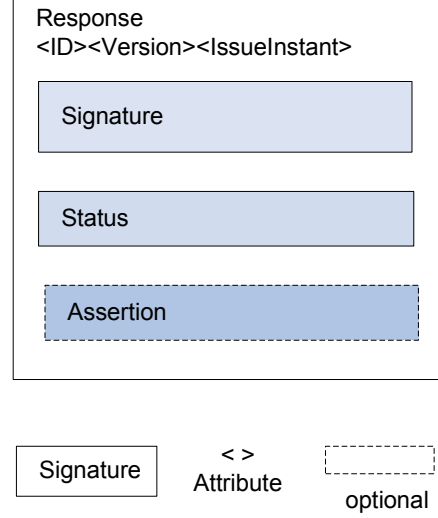 Response
<ID><Version><IssueInstant>
Signature
Status
Assertion
Signature
< >
Attribute
optional